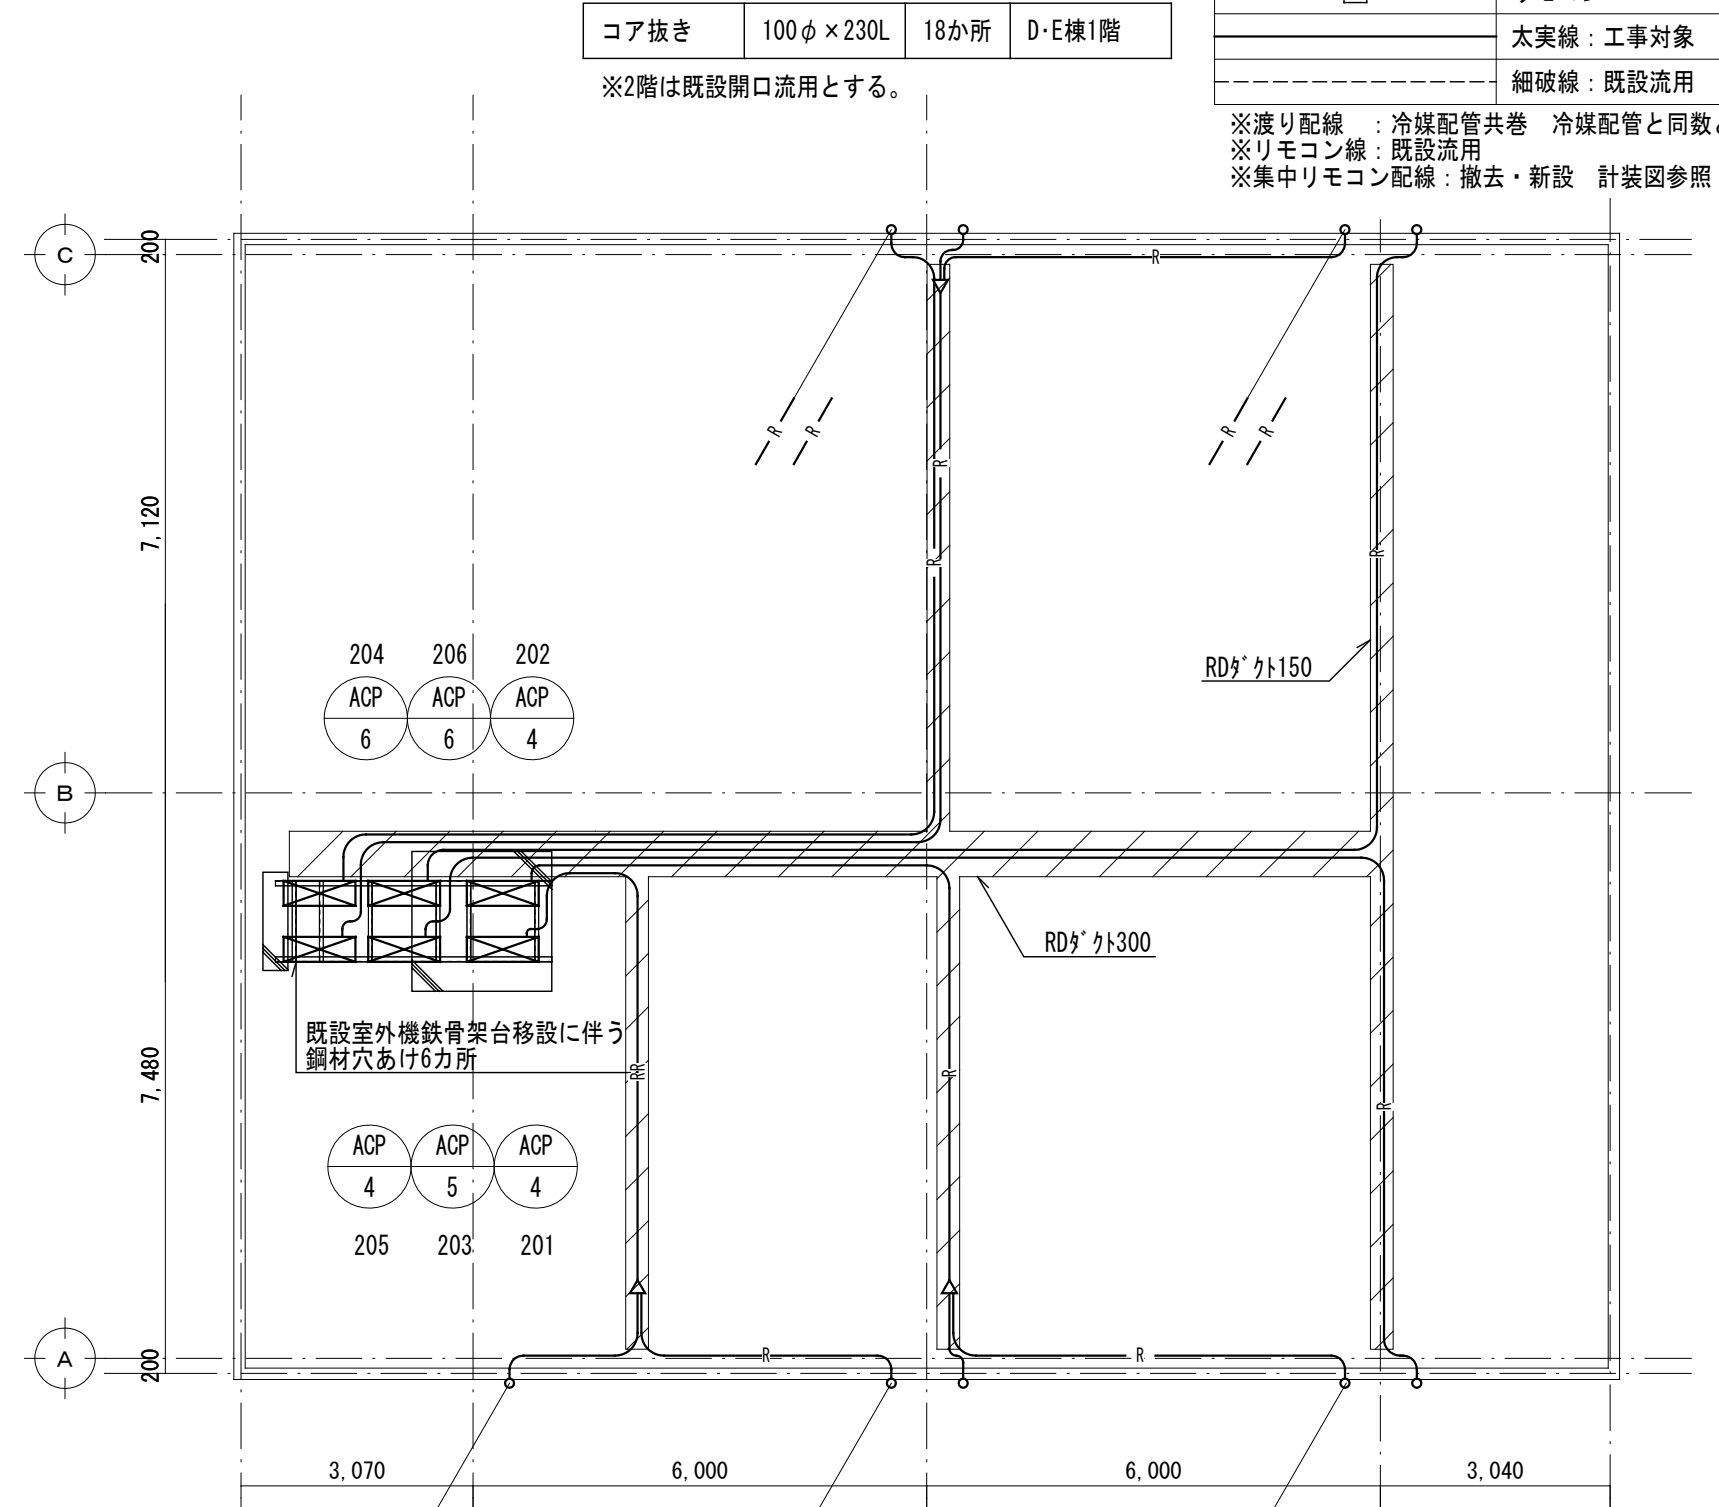 コア抜き 100φ×230L 18か所 D・E棟1階
※2階は既設開口流用とする。
太実線：工事対象
細破線：既設流用
※渡り配線　：冷媒配管共巻　冷媒配管と同数
※リモコン線：既設流用
※集中リモコン配線：撤去・新設　計装図参照
C
200
R
R R
R R
7,120
R
R
R
204 206 202
ACP ACP ACP
6 6 4
RDダクト150
B
RDダクト300
既設室外機鉄骨架台移設に伴う
鋼材穴あけ6カ所
7,480
RR
R
R
ACP ACP ACP
4 5 4
205 203 201
A
200
R
R
3,070 6,000 6,000 3,040